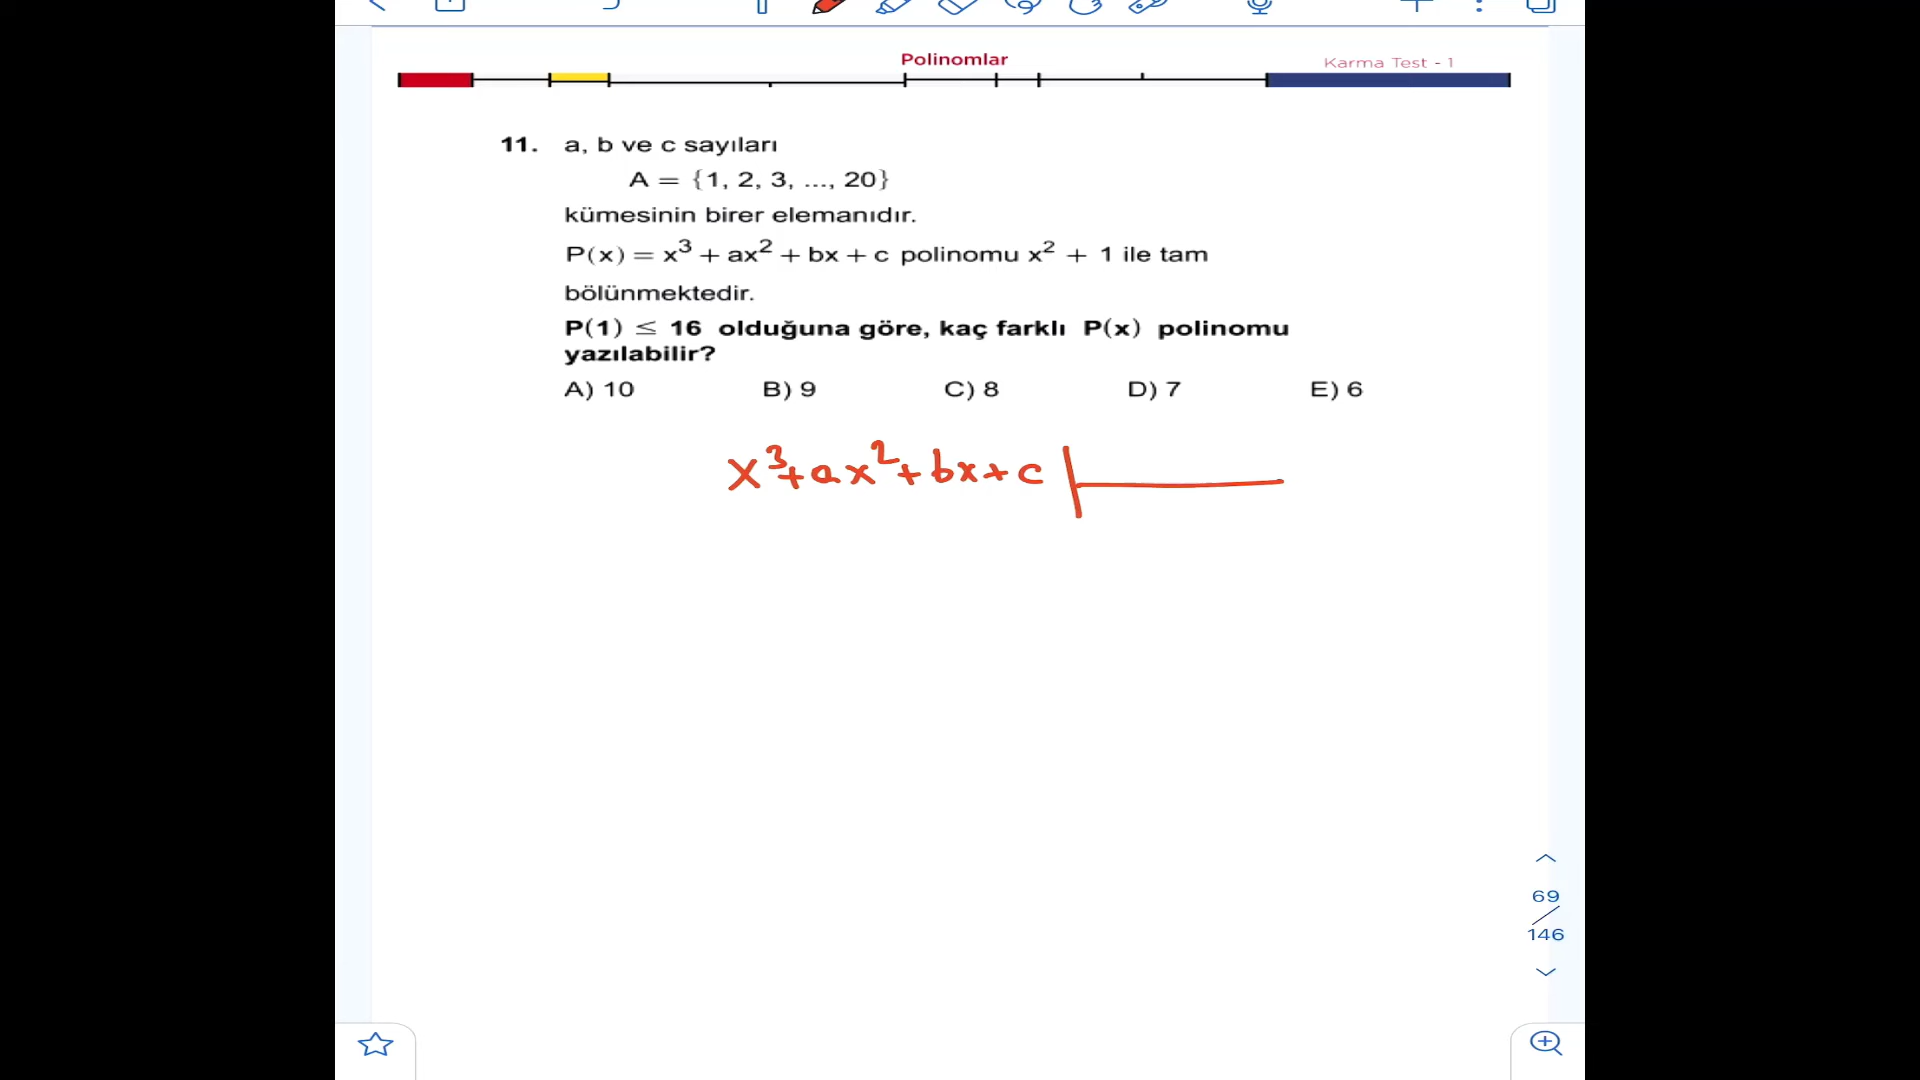 Polinomlar
Karma Test - 1
11. a, b ve c sayıları
A = {1, 2, 3, ..., 20}
kümesinin birer elemanıdır.
P(x) = x³ + ax² + bx + c polinomu x² + 1 ile tam
bölünmektedir.
P(1) ≤ 16 olduğuna göre, kaç farklı P(x) polinomu
yazılabilir?
A) 10 B) 9 C) 8 D) 7 E) 6
x³+ax²+bx+c
69
146